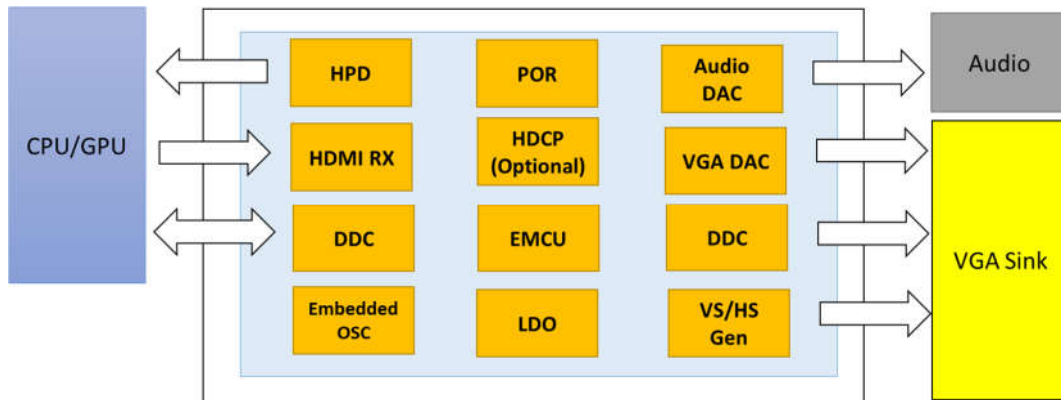 CPU/GPU
HPD
POR
Audio
DAC
HDMI RX
HDCP
(Optional)
VGA DAC
DDC
EMCU
DDC
Embedded
OSC
LDO
VS/HS
Gen
Audio
VGA Sink